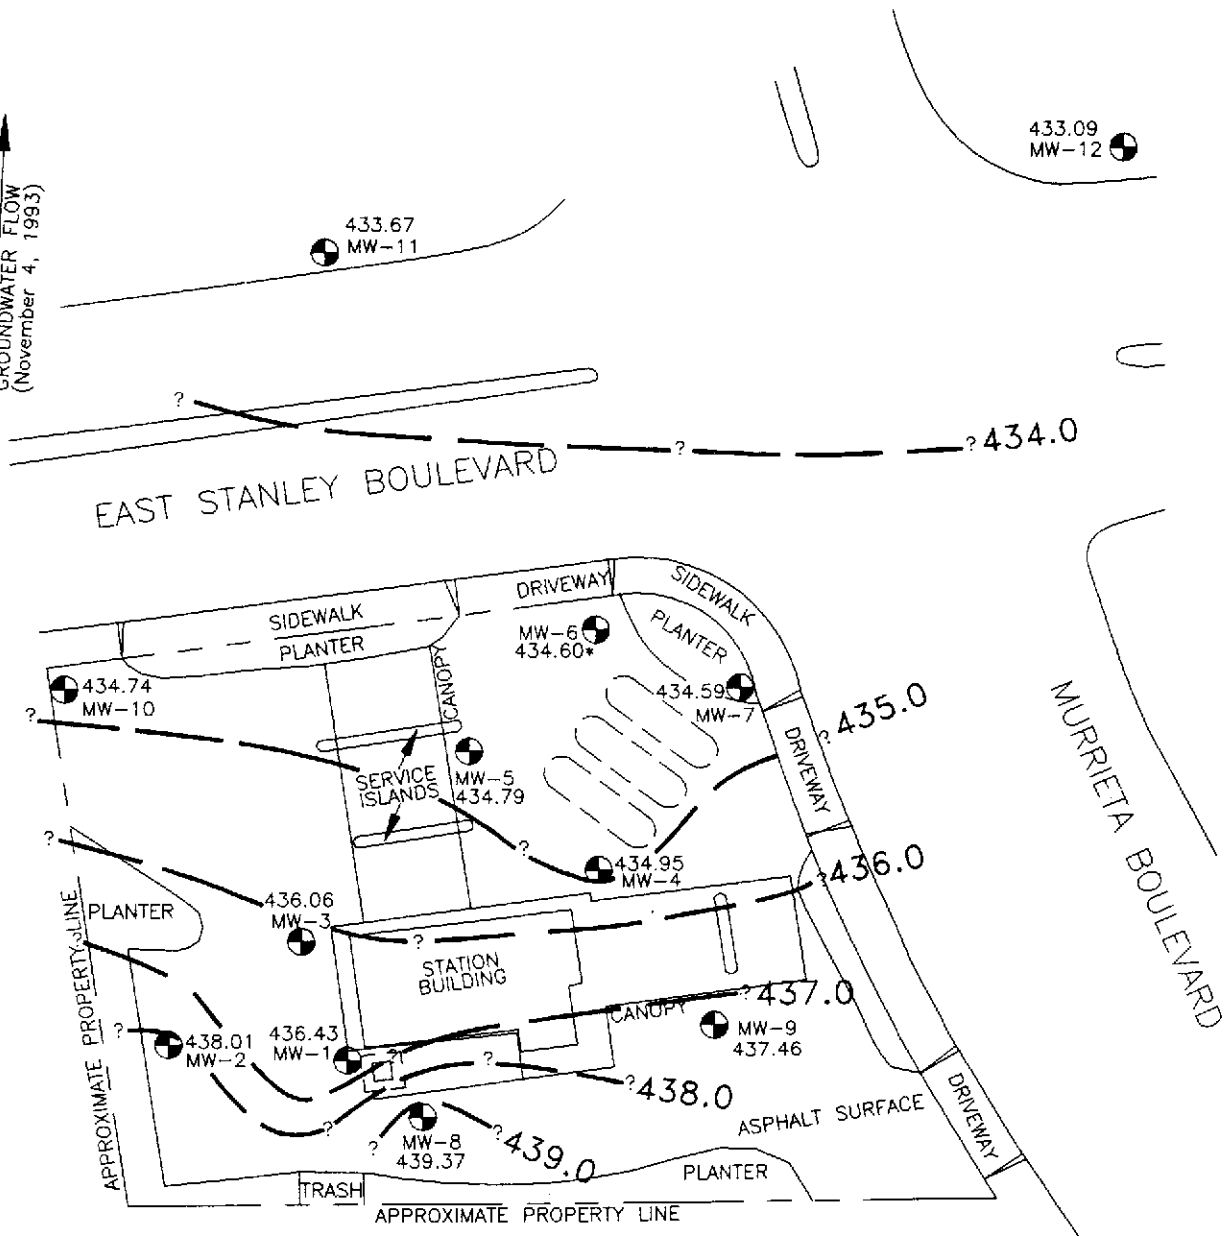 433.09
MW-12
GROUNDWATER FLOW
(November 4, 1993)
433.67
MW-11
?
?
? 434.0
EAST STANLEY BOULEVARD
DRIVEWAY
SIDEWALK
SIDEWALK
PLANTER
MW-6
434.60*
PLANTER
CANOPY
434.74
MW-10
434.59
MW-7
?
? 435.0
MURRIETA BOULEVARD
DRIVEWAY
SERVICE
ISLANDS
MW-5
434.79
?
?
434.95
MW-4
? 436.0
436.06
MW-3
PLANTER
?
STATION
BUILDING
APPROXIMATE PROPERTY LINE
? 437.0
CANOPY
?
438.01
MW-2
436.43
MW-1
?
?
MW-9
437.46
? 438.0
DRIVEWAY
ASPHALT SURFACE
?
?
MW-8
439.37
? 439.0
PLANTER
TRASH
APPROXIMATE PROPERTY LINE